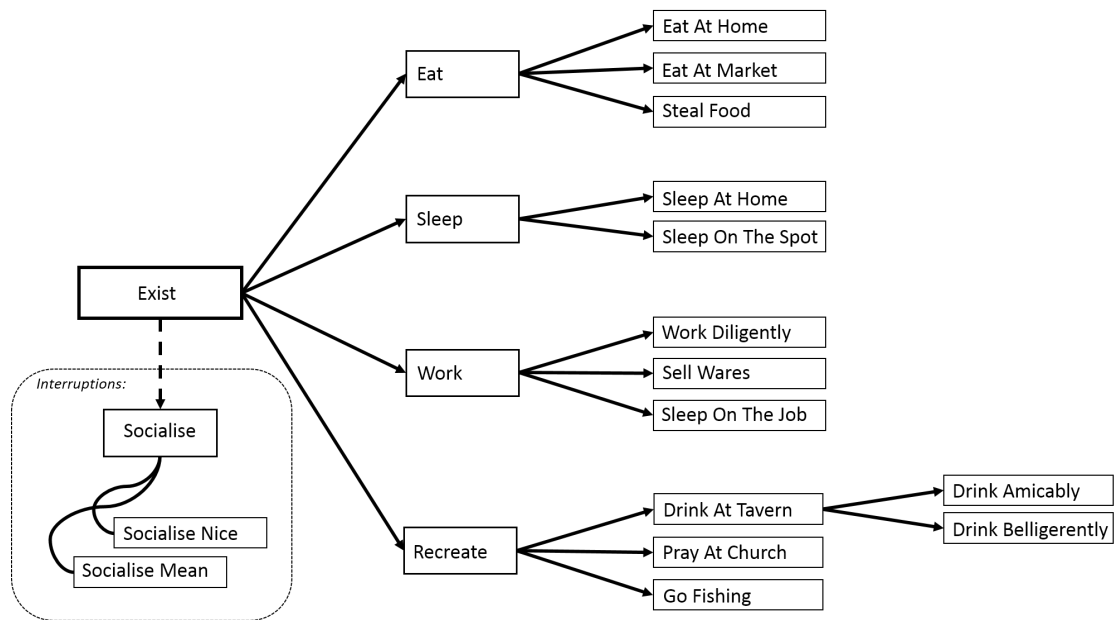 Eat At Home
Eat
Eat At Market
Steal Food
Sleep At Home
Sleep
Sleep On The Spot
Exist
Work Diligently
Work
Sell Wares
Sleep On The Job
Interruptions:
Socialise
Socialise Nice
Socialise Mean
Recreate
Drink At Tavern
Pray At Church
Go Fishing
Drink Amicably
Drink Belligerently